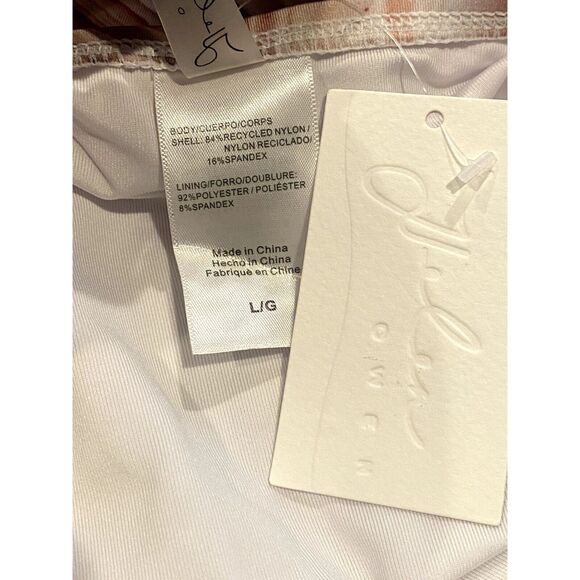 BODY/CUERPO/CORPS
SHELL: 84%RECYCLED NYLON /
NYLON RECICLADO/
16%SPANDEX
LINING/FORRO/DOUBLURE:
92%POLYESTER / POLIÉSTER
8%SPANDEX
Made in China
Hecho in China
Fabriqué en Chine
L/G
OWEN